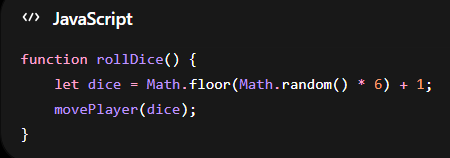 </> JavaScript
function rollDice() {
    let dice = Math.floor(Math.random() * 6) + 1;
    movePlayer(dice);
}